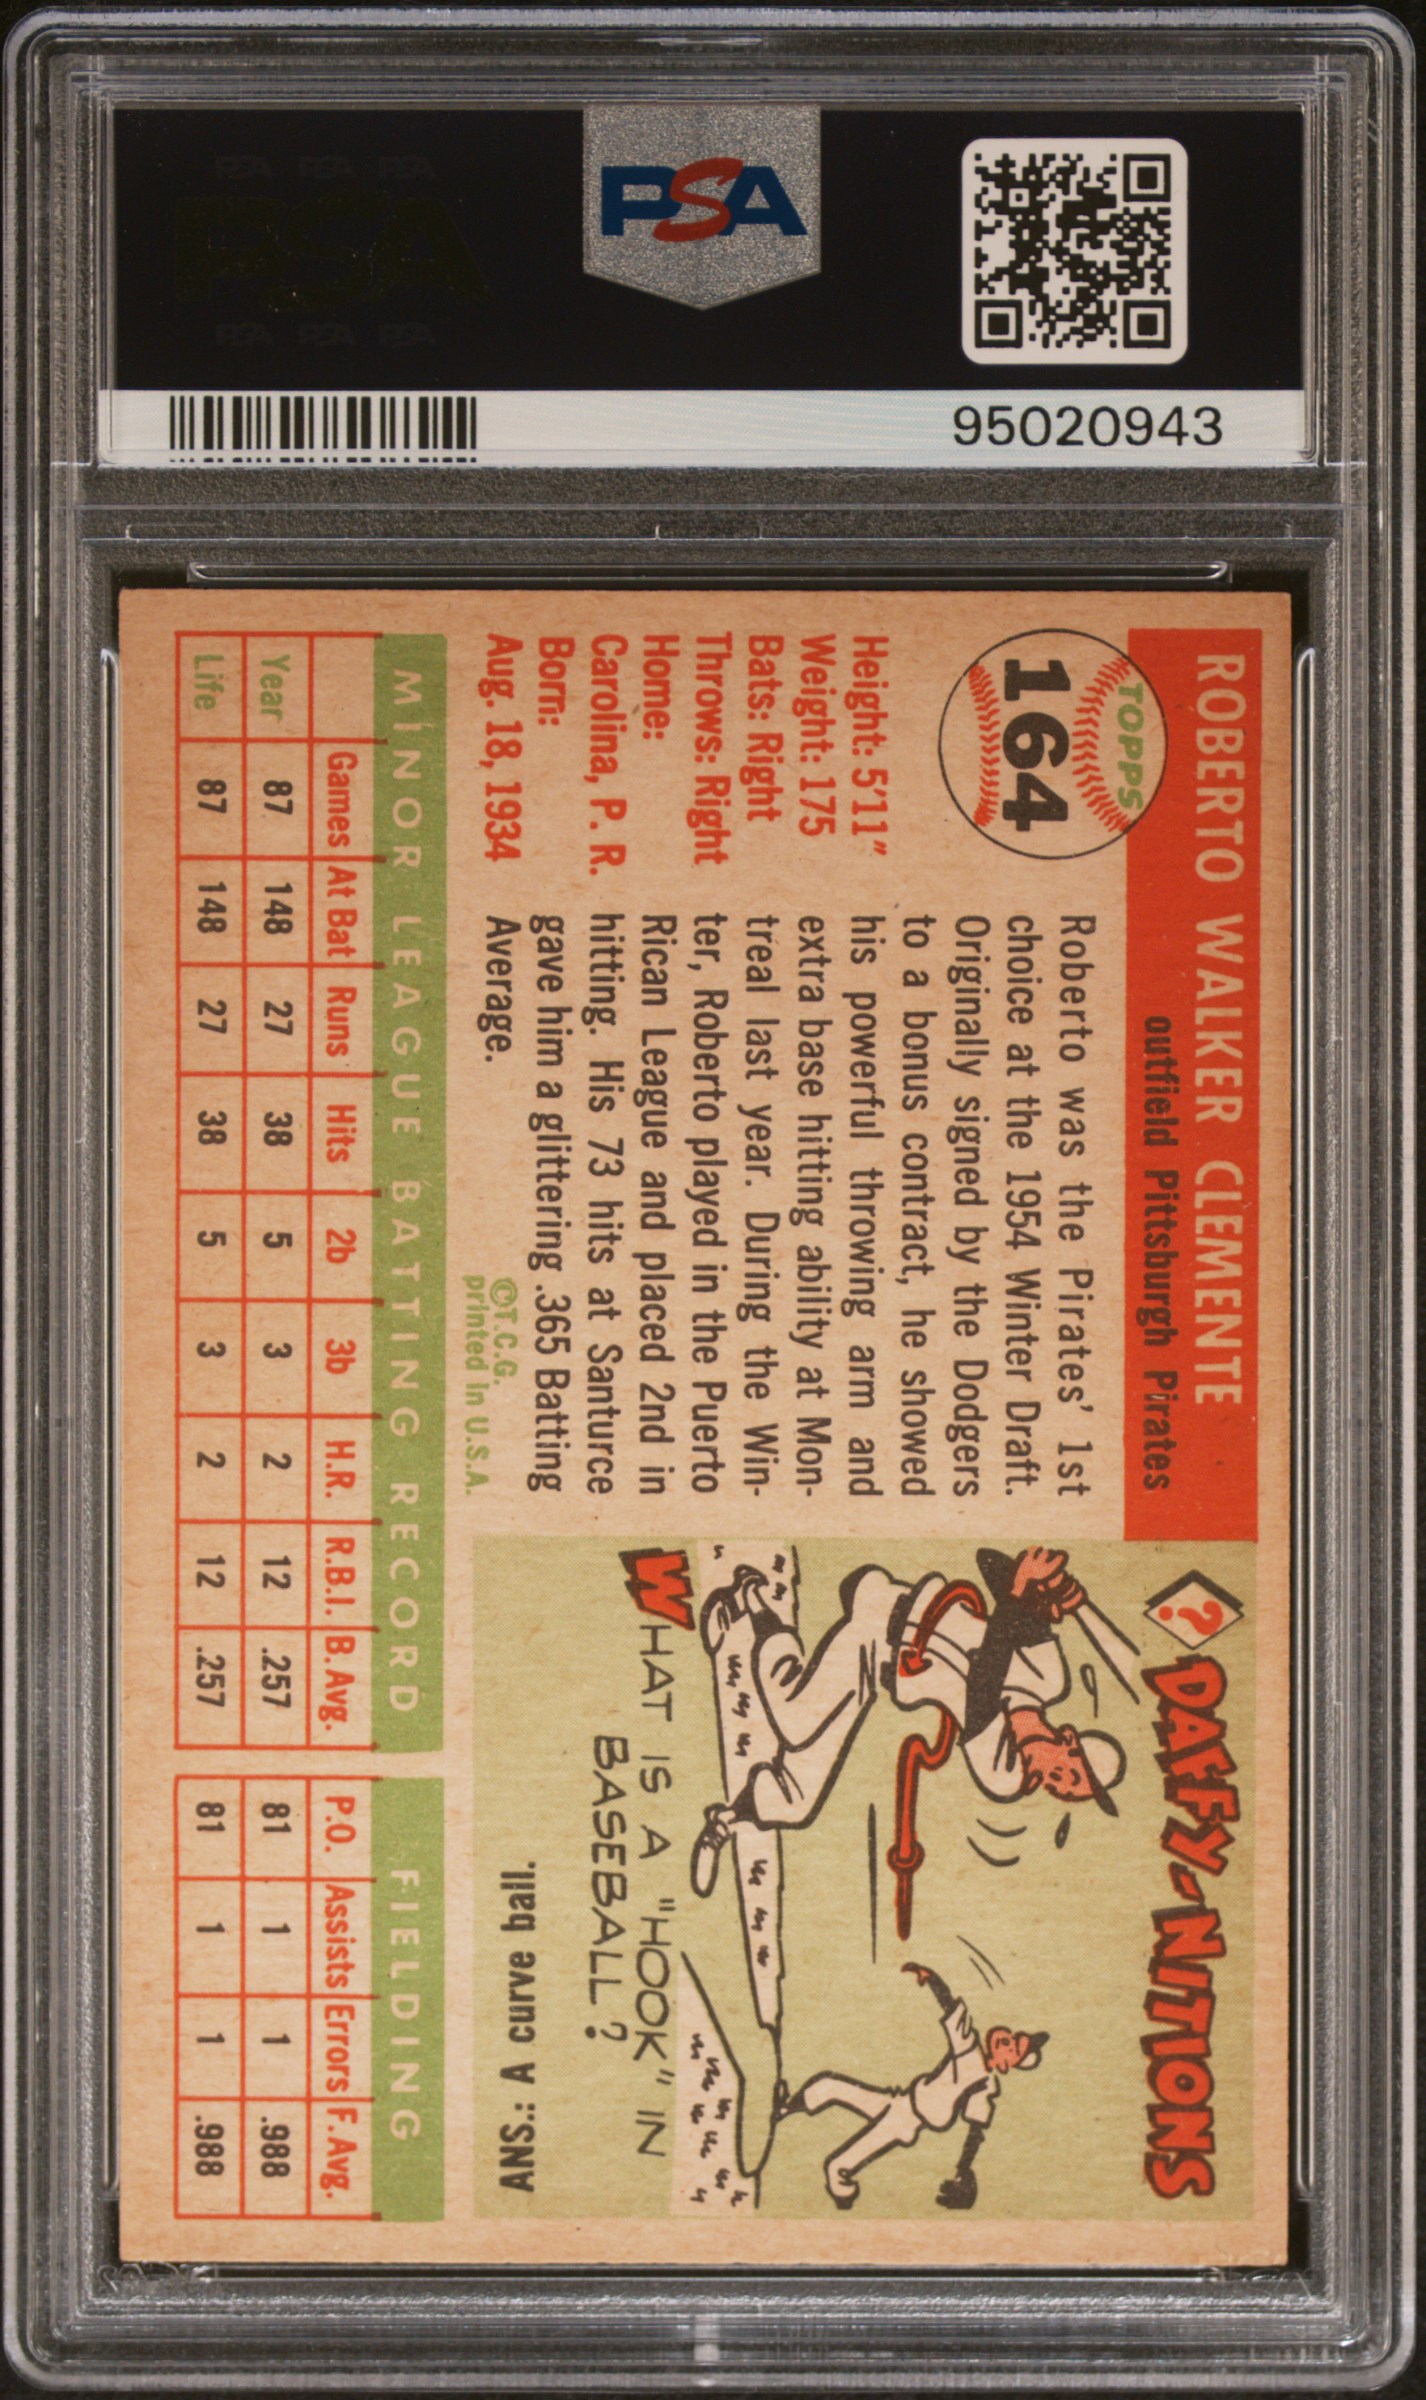 PSA
95020943
ROBERTO WALKER CLEMENTE
outfield Pittsburgh Pirates
TOPPS
164
Height: 5'11"
Weight: 175
Bats: Right
Throws: Right
Home:
Carolina, P. R.
Born:
Aug. 18, 1934
Roberto was the Pirates' 1st
choice at the 1954 Winter Draft.
Originally signed by the Dodgers
to a bonus contract, he showed
his powerful throwing arm and
extra base hitting ability at Mon-
treal last year. During the Win-
ter, Roberto played in the Puerto
Rican League and placed 2nd in
hitting. His 73 hits at Santurce
gave him a glittering .365 Batting
Average.
©T.C.G.
printed in U.S.A.
? DAFFY-NITIONS
WHAT IS A "HOOK" IN
BASEBALL?
ANS.: A curve ball.
MINOR LEAGUE BATTING RECORD
Games At Bat Runs Hits 2b 3b H.R. R.B.I. B. Avg.
Year 87 148 27 38 5 3 2 12 .257
Life 87 148 27 38 5 3 2 12 .257
FIELDING
P.O. Assists Errors F. Avg.
81 1 1 .988
81 1 1 .988